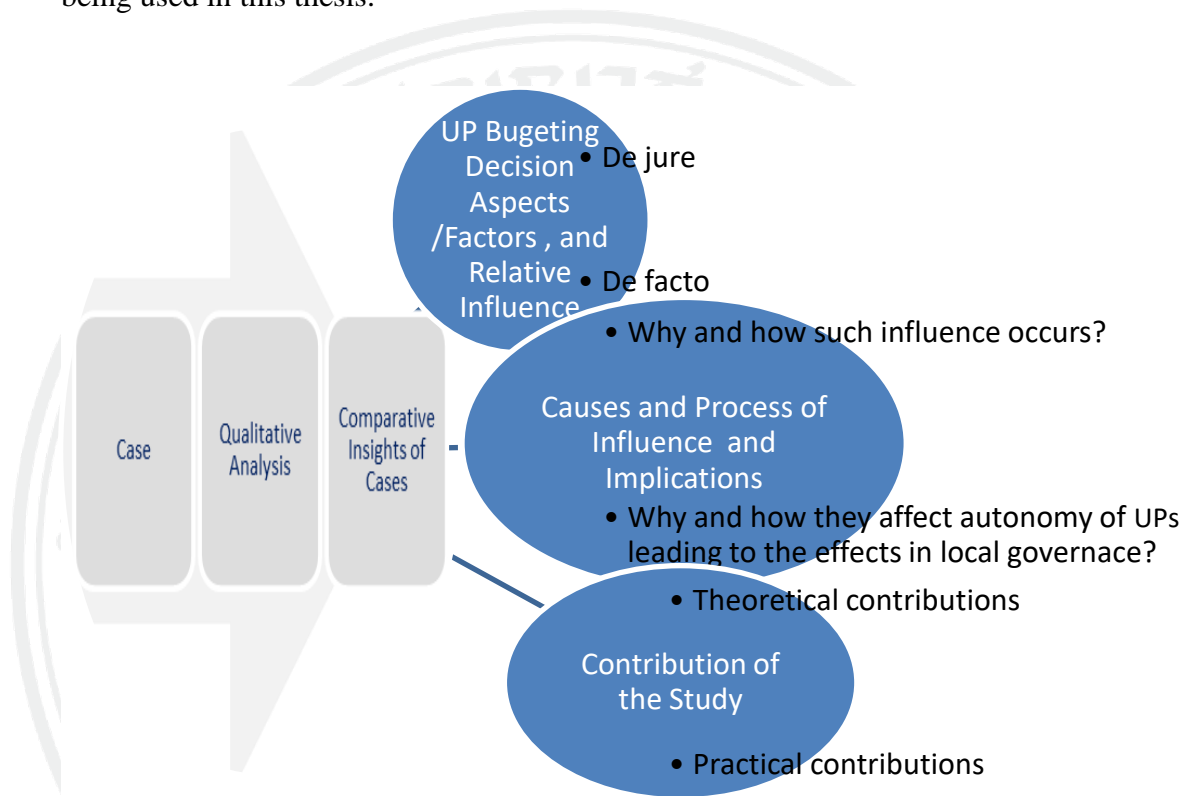 being used in this thesis.
UP Bugeting
Decision
Aspects
/Factors , and
Relative
Influence
• De jure
• De facto
• Why and how such influence occurs?
Case
Qualitative
Analysis
Comparative
Insights of
Cases
Causes and Process of
Influence and
Implications
• Why and how they affect autonomy of UPs
leading to the effects in local governace?
• Theoretical contributions
Contribution of
the Study
• Practical contributions